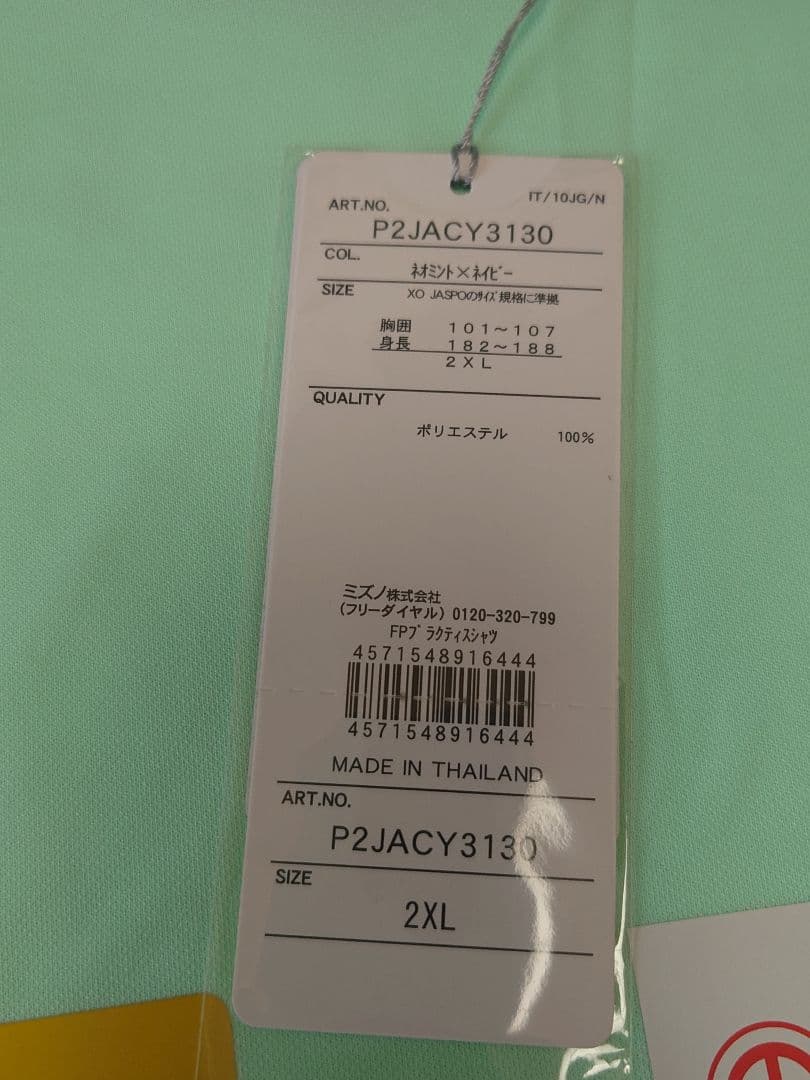 IT/10JG/N
ART.NO.
P2JACY3130
COL.
ﾈｵﾐﾝﾄ×ﾈｲﾋﾞｰ
SIZE XO JASPOのｻｲｽﾞ規格に準拠
胸囲 101～107
身長 182～188
2XL
QUALITY
ポリエステル 100%
ミズノ株式会社
(フリーダイヤル) 0120-320-799
FPﾌﾟﾗｸﾃｨｽｼｬﾂ
4571548916444
4571548916444
MADE IN THAILAND
ART.NO.
P2JACY3130
SIZE
2XL